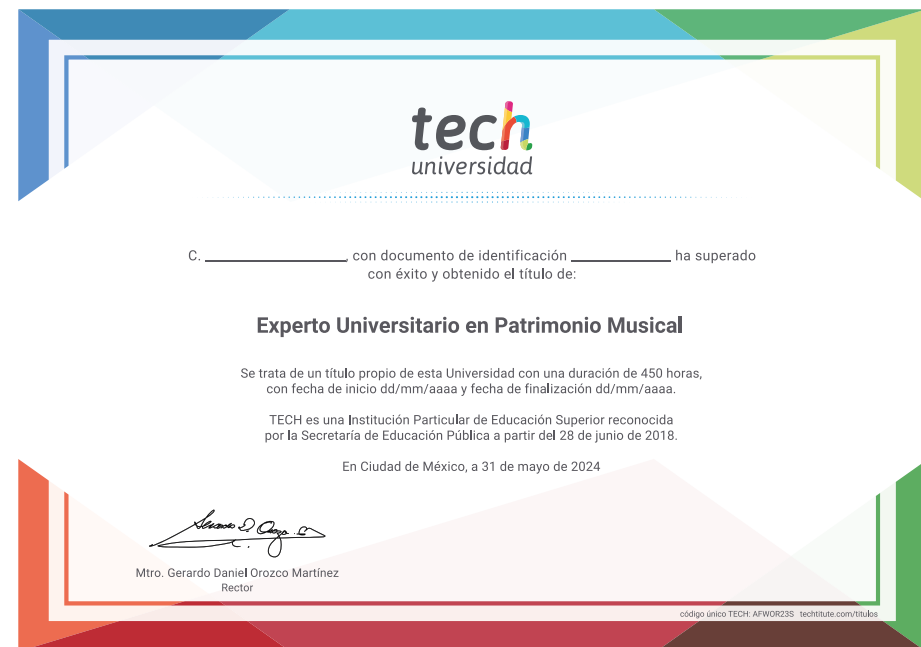 tech
universidad
C. ____________, con documento de identificación ____________ ha superado
con éxito y obtenido el título de:
Experto Universitario en Patrimonio Musical
Se trata de un título propio de esta Universidad con una duración de 450 horas,
con fecha de inicio dd/mm/aaaa y fecha de finalización dd/mm/aaaa.
TECH es una Institución Particular de Educación Superior reconocida
por la Secretaría de Educación Pública a partir del 28 de junio de 2018.
En Ciudad de México, a 31 de mayo de 2024
Mtro. Gerardo Daniel Orozco Martínez
Rector
código único TECH: AFWOR23S techtitute.com/titulos